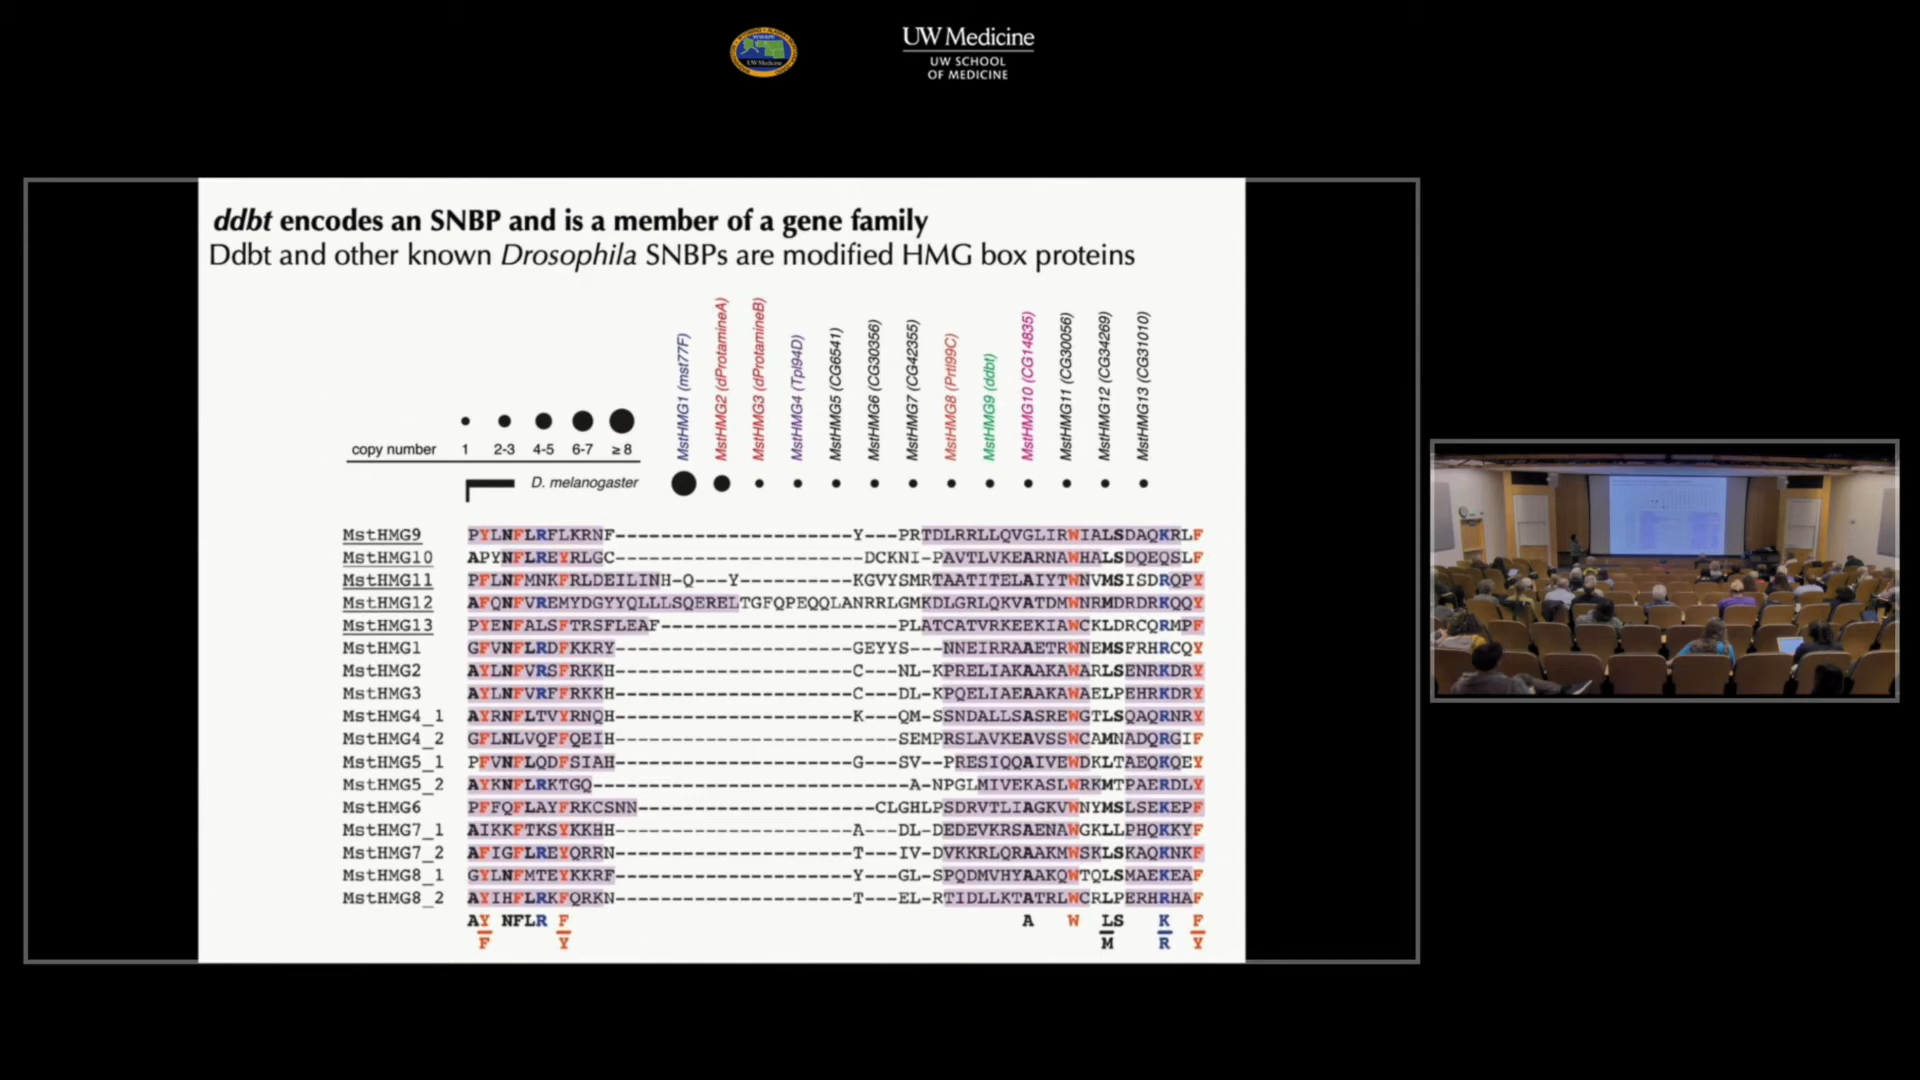 UW Medicine
UW SCHOOL
OF MEDICINE
UW Medicine
ddbt encodes an SNBP and is a member of a gene family
Ddbt and other known Drosophila SNBPs are modified HMG box proteins
MstHMG1 (mst77F)
MstHMG2 (dProtamineA)
MstHMG3 (dProtamineB)
MstHMG4 (Tpl94D)
MstHMG5 (CG6541)
MstHMG6 (CG30356)
MstHMG7 (CG42355)
MstHMG8 (Prtl99C)
MstHMG9 (ddbt)
MstHMG10 (CG14835)
MstHMG11 (CG30056)
MstHMG12 (CG34269)
MstHMG13 (CG31010)
copy number 1 2-3 4-5 6-7 ≥ 8
D. melanogaster
MstHMG9 PYLNFLRFLKRNF----------------------Y---PRTDLRRLLQVGLIRWIALSDAQKRLF
MstHMG10 APYNFLREYRLGC----------------------DCKNI-PAVTLVKEARNAWHALSDQEQSLF
MstHMG11 PFLNFMNKFRLDEILINH-Q---Y----------KGVYSMRTAATITELAIYTWNVMSISDRQPY
MstHMG12 AFQNFVREMYDGYYQLLLSQERELTGFQPEQQLANRRLGMKDLGRLQKVATDMWNRMDRDRKQQY
MstHMG13 PYENFALSFTRSFLEAF---------------------PLATCATVRKEEKIAWCKLDRCQRMPF
MstHMG1 GFVNFLRDFKKRY---------------------GEYYS---NNEIRRAAETRWNEMSFRHRCQY
MstHMG2 AYLNFVRSFRKKH---------------------C---NL-KPRELIAKAAKAWARLSENRKDRY
MstHMG3 AYLNFVRFFRKKH---------------------C---DL-KPQELIAEAAKAWAELPEHRKDRY
MstHMG4_1 AYRNFLTVYRNQH---------------------K---QM-SSNDALLSASREWGTLSQAQRNRY
MstHMG4_2 GFLNLVQFFQEIH-------------------------SEMPRSLAVKEAVSSWCAMNADQRGIF
MstHMG5_1 PFVNFLQDFSIAH---------------------G---SV--PRESIQQAIVEWDKLTAEQKQEY
MstHMG5_2 AYKNFLRKTGQ----------------------------A-NPGLMIVEKASLWRKMTPAERDLY
MstHMG6 PFFQFLAYFRKCSNN---------------------CLGHLPSDRVTLIAGKVWNYMSLSEKEPF
MstHMG7_1 AIKKFTKSYKKHH---------------------A---DL-DEDEVKRSAENAWGKLLPHQKKYF
MstHMG7_2 AFIGFLREYQRRN---------------------T---IV-DVKKRLQRAAKMWSKLSKAQKNKF
MstHMG8_1 GYLNFMTEYKKRF---------------------Y---GL-SPQDMVHYAAKQWTQLSMAEKEAF
MstHMG8_2 AYIHFLRKFQRKN---------------------T---EL-RTIDLLKTATRLWCRLPERHRHAF
AY NFLR F A W LS K F
F Y M R Y